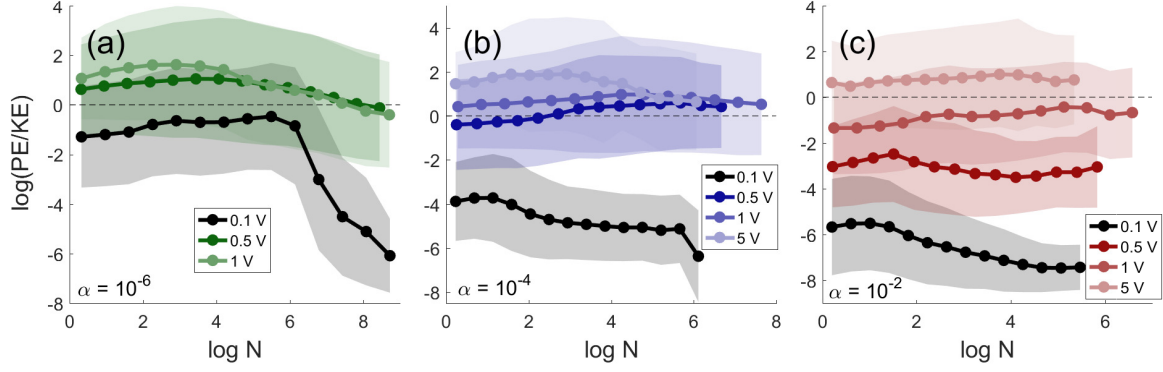 (a)
log(PE/KE)
4
2
0
-2
-4
-6
-8
0.1 V
0.5 V
1 V
α = 10⁻⁶
0 2 4 6 8
log N
(b)
4
2
0
-2
-4
-6
-8
0.1 V
0.5 V
1 V
5 V
α = 10⁻⁴
0 2 4 6 8
log N
(c)
2
0
-2
-4
-6
-8
0.1 V
0.5 V
1 V
5 V
α = 10⁻²
0 2 4 6
log N